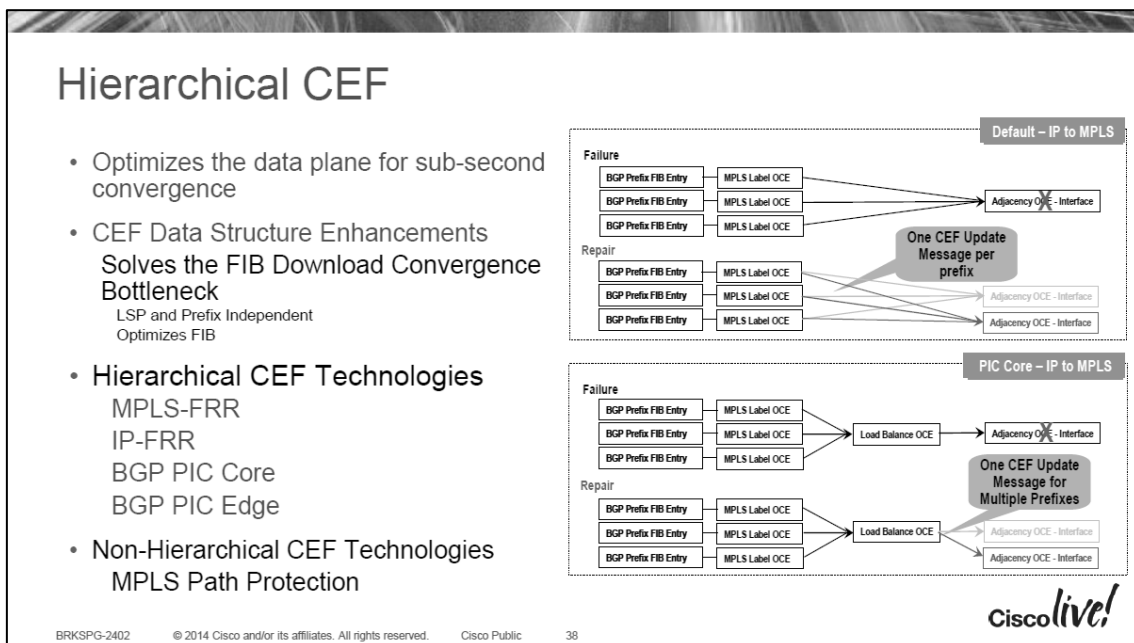 Hierarchical CEF
• Optimizes the data plane for sub-second
convergence
• CEF Data Structure Enhancements
Solves the FIB Download Convergence
Bottleneck
LSP and Prefix Independent
Optimizes FIB
• Hierarchical CEF Technologies
MPLS-FRR
IP-FRR
BGP PIC Core
BGP PIC Edge
• Non-Hierarchical CEF Technologies
MPLS Path Protection
Default – IP to MPLS
Failure
BGP Prefix FIB Entry MPLS Label OCE
BGP Prefix FIB Entry MPLS Label OCE Adjacency OCE - Interface
BGP Prefix FIB Entry MPLS Label OCE
One CEF Update
Message per
prefix
Repair
BGP Prefix FIB Entry MPLS Label OCE
BGP Prefix FIB Entry MPLS Label OCE Adjacency OCE - Interface
BGP Prefix FIB Entry MPLS Label OCE Adjacency OCE - Interface
PIC Core – IP to MPLS
Failure
BGP Prefix FIB Entry MPLS Label OCE
BGP Prefix FIB Entry MPLS Label OCE Load Balance OCE Adjacency OCE - Interface
BGP Prefix FIB Entry MPLS Label OCE
One CEF Update
Message for
Multiple Prefixes
Repair
BGP Prefix FIB Entry MPLS Label OCE
BGP Prefix FIB Entry MPLS Label OCE Load Balance OCE Adjacency OCE - Interface
BGP Prefix FIB Entry MPLS Label OCE Adjacency OCE - Interface
BRKSPG-2402 © 2014 Cisco and/or its affiliates. All rights reserved. Cisco Public 38
Cisco live!